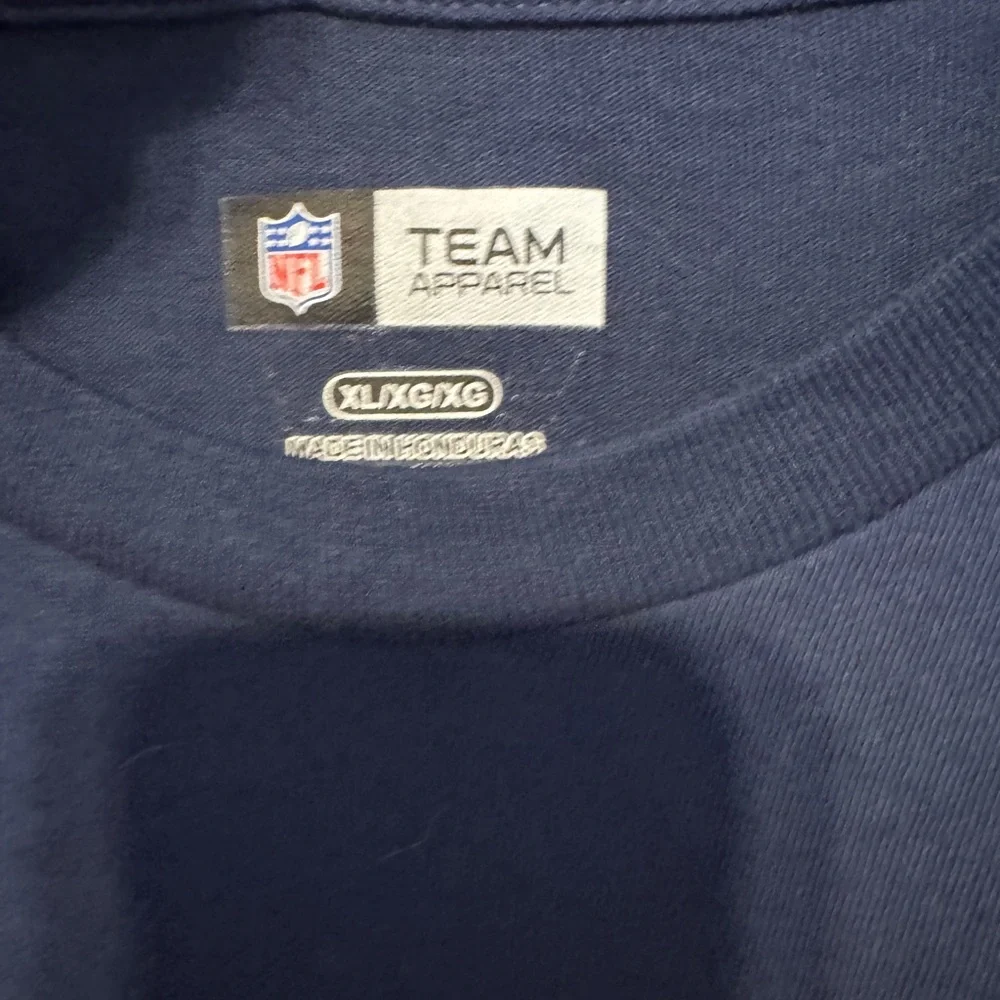 NFL
TEAM
APPAREL
XL/XG/XG
MADE IN HONDURAS